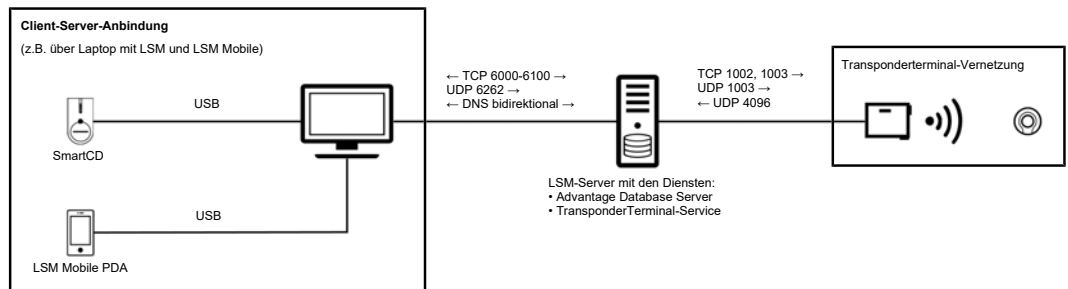 Client-Server-Anbindung
(z.B. über Laptop mit LSM und LSM Mobile)
USB
SmartCD
USB
LSM Mobile PDA
← TCP 6000-6100 →
UDP 6262 →
← DNS bidirektional →
LSM-Server mit den Diensten:
• Advantage Database Server
• TransponderTerminal-Service
TCP 1002, 1003 →
UDP 1003 →
← UDP 4096
Transponderterminal-Vernetzung